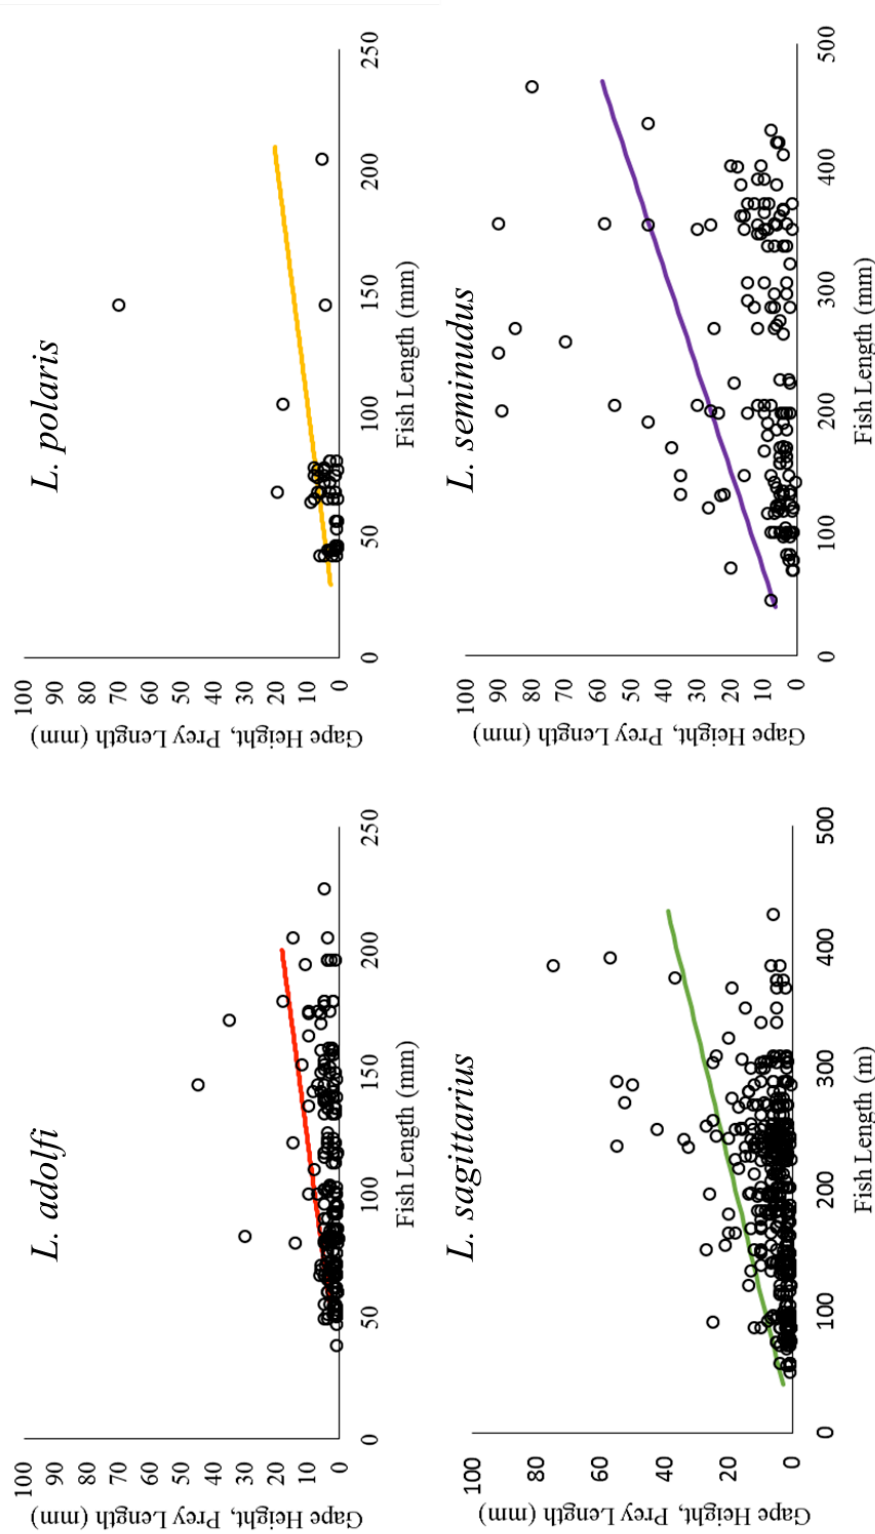 L. adolfi
Gape Height, Prey Length (mm)
100
90
80
70
60
50
40
30
20
10
0
0 50 100 150 200 250
Fish Length (mm)
L. polaris
Gape Height, Prey Length (mm)
100
90
80
70
60
50
40
30
20
10
0
0 50 100 150 200 250
Fish Length (mm)
L. sagittarius
Gape Height, Prey Length (mm)
100
80
60
40
20
0
0 100 200 300 400 500
Fish Length (m)
L. seminudus
Gape Height, Prey Length (mm)
100
90
80
70
60
50
40
30
20
10
0
0 100 200 300 400 500
Fish Length (mm)